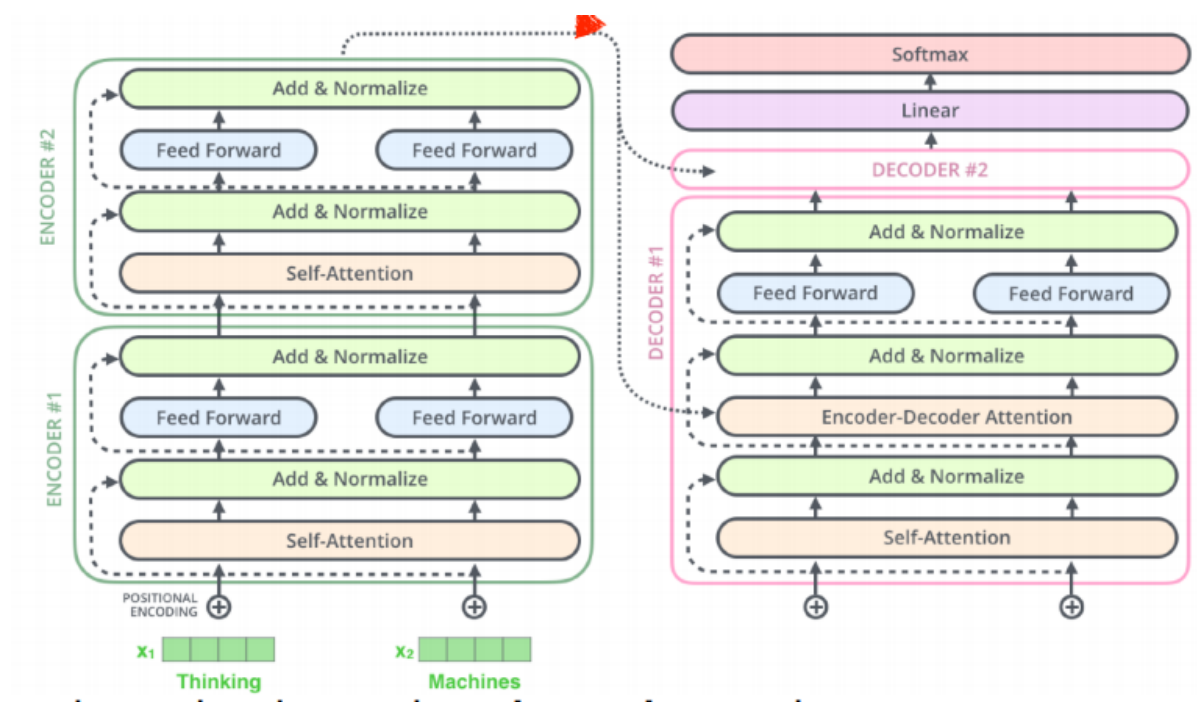 ENCODER #2
Add & Normalize
Feed Forward Feed Forward
Add & Normalize
Self-Attention
ENCODER #1
Add & Normalize
Feed Forward Feed Forward
Add & Normalize
Self-Attention
POSITIONAL
ENCODING
x1 x2
Thinking Machines
Softmax
Linear
DECODER #2
DECODER #1
Add & Normalize
Feed Forward Feed Forward
Add & Normalize
Encoder-Decoder Attention
Add & Normalize
Self-Attention